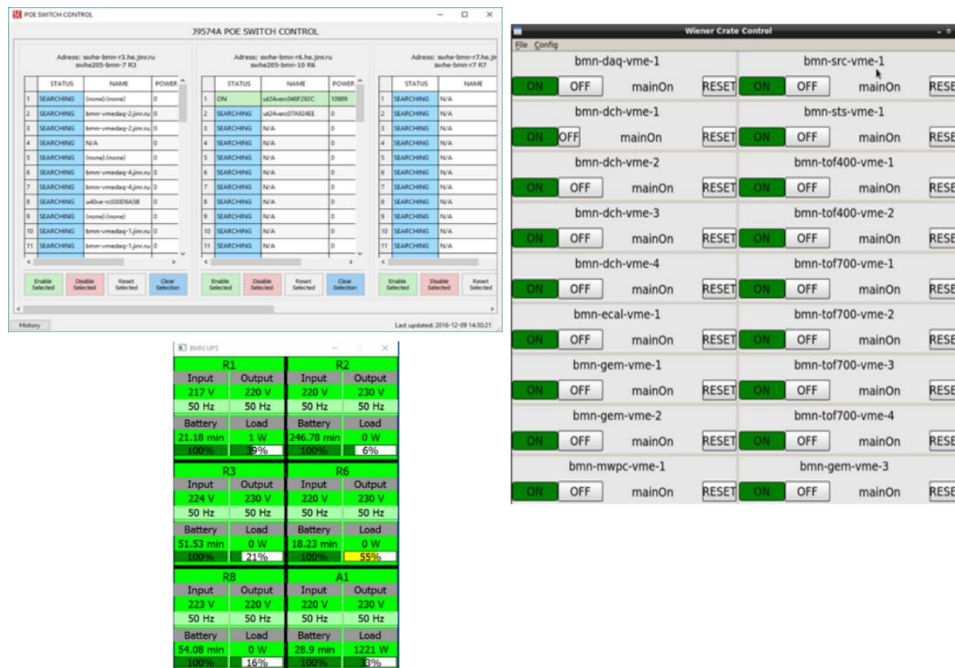 POE SWITCH CONTROL
J9574A POE SWITCH CONTROL
Adress: swhe-bmn-r3.he.jinr.ru
swhe205-bmn-7 R3
STATUS NAME POWER
1 SEARCHING (none).(none) 0
2 SEARCHING bmn-vmedaq-2.jinr.ru 0
3 SEARCHING bmn-vmedaq-2.jinr.ru 0
4 SEARCHING N/A 0
5 SEARCHING (none).(none) 0
6 SEARCHING bmn-vmedaq-4.jinr.ru 0
7 SEARCHING bmn-vmedaq-4.jinr.ru 0
8 SEARCHING 0
9 SEARCHING (none).(none) 0
10 SEARCHING bmn-vmedaq-1.jinr.ru 0
11 SEARCHING bmn-vmedaq-1.jinr.ru 0
Enable Selected
Disable Selected
Reset Selected
Clear Selection
Adress: swhe-bmn-r6.he.jinr.ru
swhe205-bmn-10 R6
STATUS NAME POWER
1 ON 10989
2 SEARCHING 0
3 SEARCHING N/A 0
4 SEARCHING N/A 0
5 SEARCHING N/A 0
6 SEARCHING N/A 0
7 SEARCHING N/A 0
8 SEARCHING N/A 0
9 SEARCHING N/A 0
10 SEARCHING N/A 0
11 SEARCHING N/A 0
Enable Selected
Disable Selected
Reset Selected
Clear Selection
Adress: swhe-bmn-r7.he.jin
swhe205-bmn-r7 R7
STATUS NAME
1 SEARCHING N/A
2 SEARCHING N/A
3 SEARCHING N/A
4 SEARCHING N/A
5 SEARCHING N/A
6 SEARCHING N/A
7 SEARCHING N/A
8 SEARCHING N/A
9 SEARCHING N/A
10 SEARCHING N/A
11 SEARCHING N/A
Enable Selected
Disable Selected
Reset Selected
Clear Selection
History
Last updated: 2016-12-09 14:30:21
Wiener Crate Control
File Config
bmn-daq-vme-1 bmn-src-vme-1
ON OFF mainOn RESET ON OFF mainOn RESE
bmn-dch-vme-1 bmn-sts-vme-1
ON OFF mainOn RESET ON OFF mainOn RESE
bmn-dch-vme-2 bmn-tof400-vme-1
ON OFF mainOn RESET ON OFF mainOn RESE
bmn-dch-vme-3 bmn-tof400-vme-2
ON OFF mainOn RESET ON OFF mainOn RESE
bmn-dch-vme-4 bmn-tof700-vme-1
ON OFF mainOn RESET ON OFF mainOn RESE
bmn-ecal-vme-1 bmn-tof700-vme-2
ON OFF mainOn RESET ON OFF mainOn RESE
bmn-gem-vme-1 bmn-tof700-vme-3
ON OFF mainOn RESET ON OFF mainOn RESE
bmn-gem-vme-2 bmn-tof700-vme-4
ON OFF mainOn RESET ON OFF mainOn RESE
bmn-mwpc-vme-1 bmn-gem-vme-3
ON OFF mainOn RESET ON OFF mainOn RESE
BMN UPS
R1 R2
Input Output Input Output
217 V 220 V 220 V 230 V
50 Hz 50 Hz 50 Hz 50 Hz
Battery Load Battery Load
21.18 min 1 W 246.78 min 0 W
100% 39% 100% 6%
R3 R6
Input Output Input Output
224 V 230 V 220 V 230 V
50 Hz 50 Hz 50 Hz 50 Hz
Battery Load Battery Load
51.53 min 0 W 18.23 min 0 W
100% 21% 100% 55%
R8 A1
Input Output Input Output
223 V 220 V 220 V 230 V
50 Hz 50 Hz 50 Hz 50 Hz
Battery Load Battery Load
54.08 min 0 W 28.9 min 1221 W
100% 16% 100% 33%